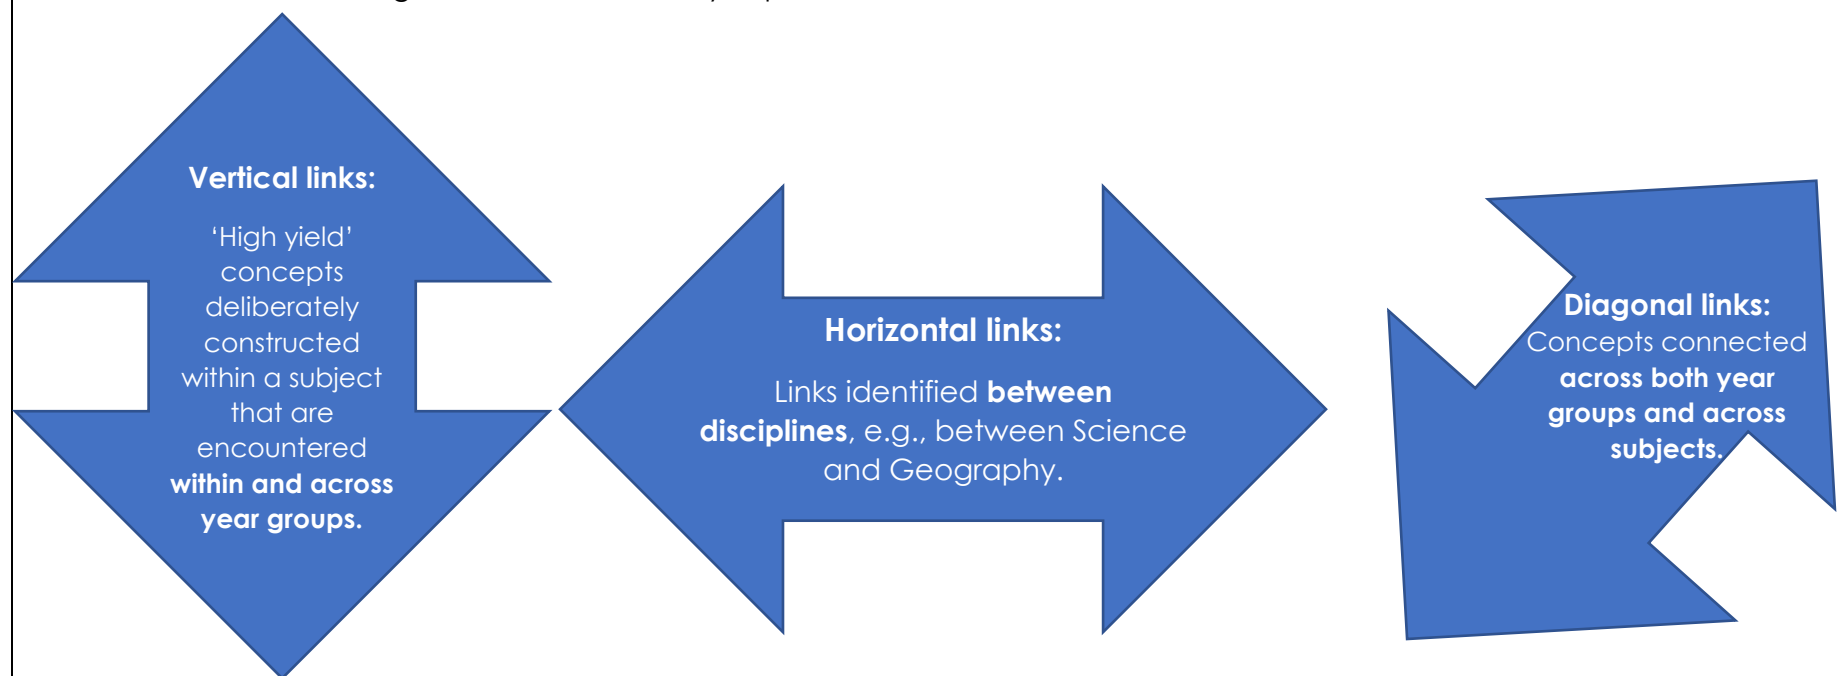 Vertical links:
‘High yield’
concepts
deliberately
constructed
within a subject
that are
encountered
within and across
year groups.
Horizontal links:
Links identified between
disciplines, e.g., between Science
and Geography.
Diagonal links:
Concepts connected
across both year
groups and across
subjects.